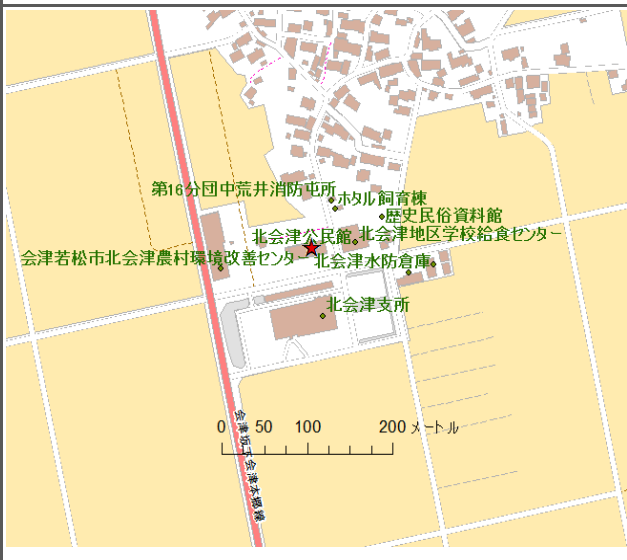 第16分団中荒井消防屯所
ホタル飼育棟
歴史民俗資料館
北会津公民館
北会津地区学校給食センター
会津若松市北会津農村環境改善センター
北会津水防倉庫
北会津支所
0 50 100 200 メートル
会津坂下会津本郷線